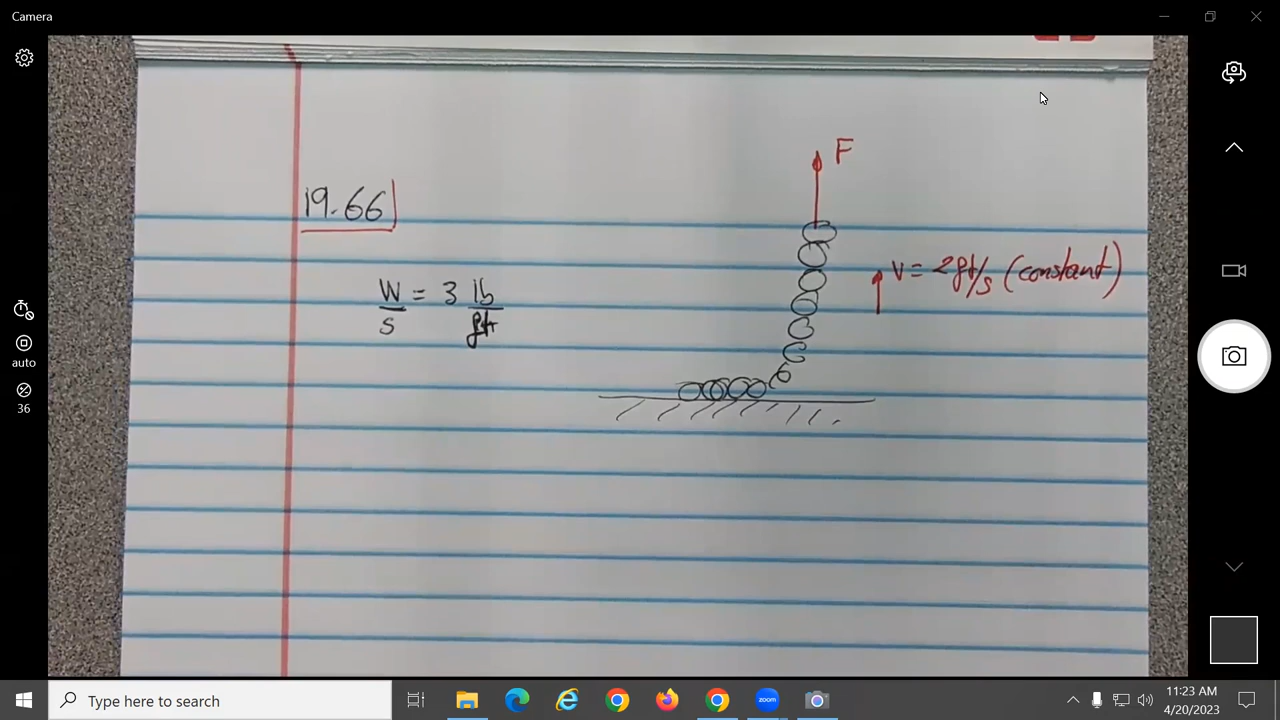 Camera
F
19.66
V = 2ft/s (constant)
W/s = 3 lb/ft
auto
36
Type here to search
zoom
11:23 AM
4/20/2023